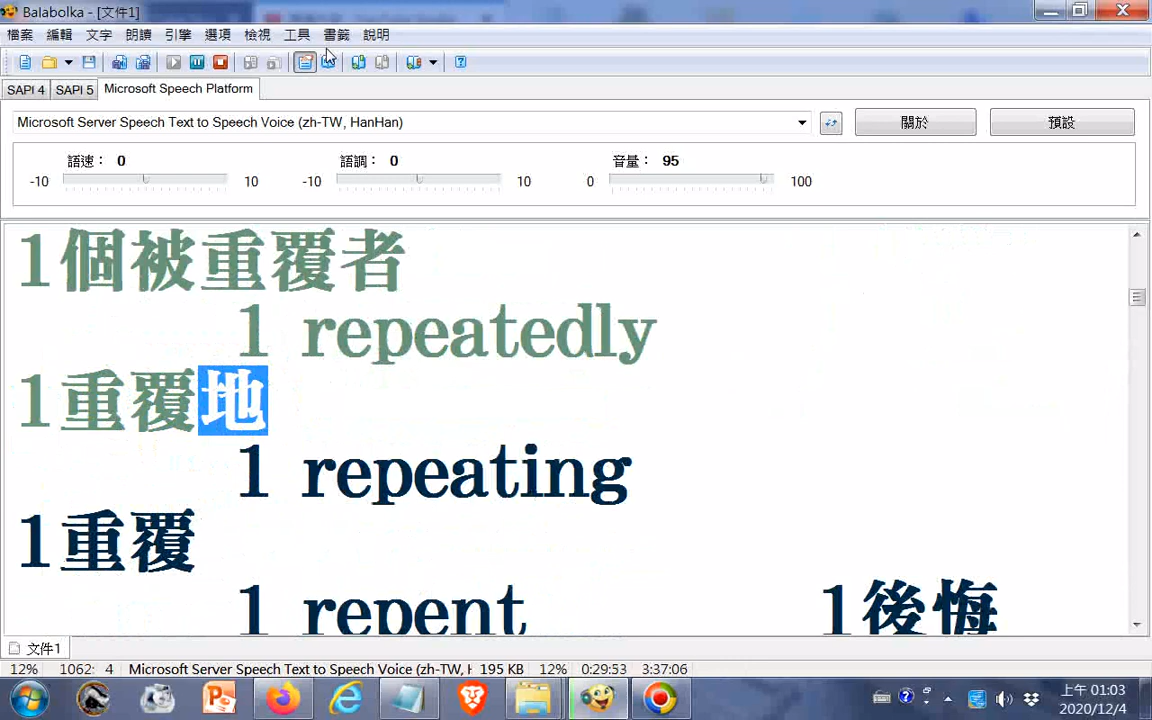 Balabolka - [文件1]
檔案 編輯 文字 朗讀 引擎 選項 檢視 工具 書籤 說明
SAPI 4 SAPI 5 Microsoft Speech Platform
Microsoft Server Speech Text to Speech Voice (zh-TW, HanHan) 關於 預設
語速： 0 語調： 0 音量： 95
-10 10 -10 10 0 100
1個被重覆者
1 repeatedly
1重覆地
1 repeating
1重覆
1 repent 1後悔
文件1
12% 1062: 4 Microsoft Server Speech Text to Speech Voice (zh-TW, H 195 KB 12% 0:29:53 3:37:06
上午 01:03
2020/12/4